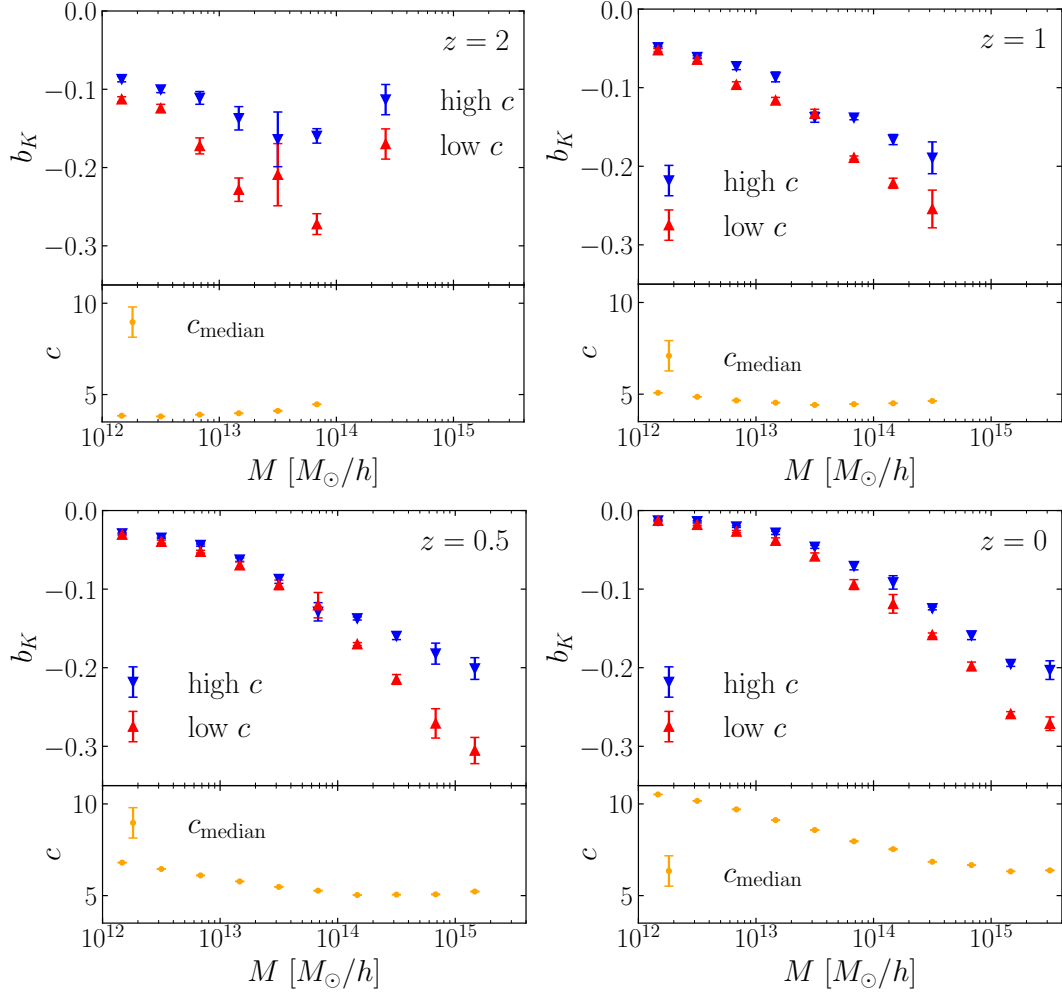 z = 2
0.0
−0.1
−0.2
−0.3
b_K
high c
low c
10
5
c
c_median
10^12 10^13 10^14 10^15
M [M_⊙/h]
z = 1
0.0
−0.1
−0.2
−0.3
b_K
high c
low c
10
5
c
c_median
10^12 10^13 10^14 10^15
M [M_⊙/h]
z = 0.5
0.0
−0.1
−0.2
−0.3
b_K
high c
low c
10
5
c
c_median
10^12 10^13 10^14 10^15
M [M_⊙/h]
z = 0
0.0
−0.1
−0.2
−0.3
b_K
high c
low c
10
5
c
c_median
10^12 10^13 10^14 10^15
M [M_⊙/h]